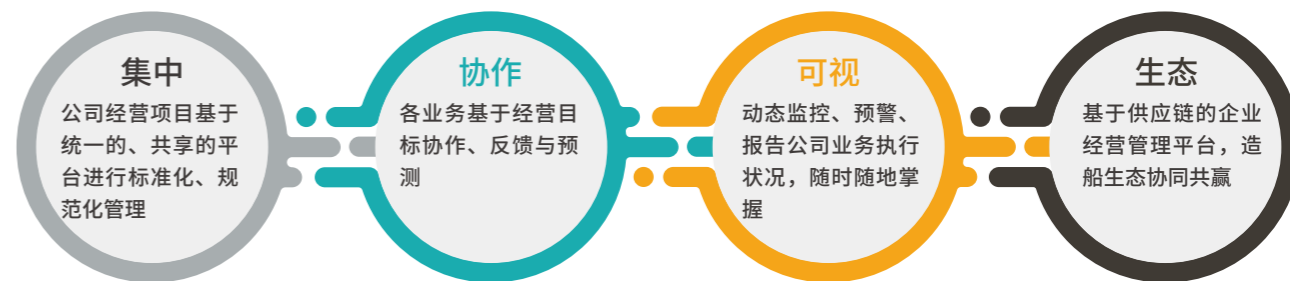 集中
公司经营项目基于
统一的、共享的平
台进行标准化、规
范化管理
协作
各业务基于经营目
标协作、反馈与预
测
可视
动态监控、预警、
报告公司业务执行
状况，随时随地掌
握
生态
基于供应链的企业
经营管理平台，造
船生态协同共赢